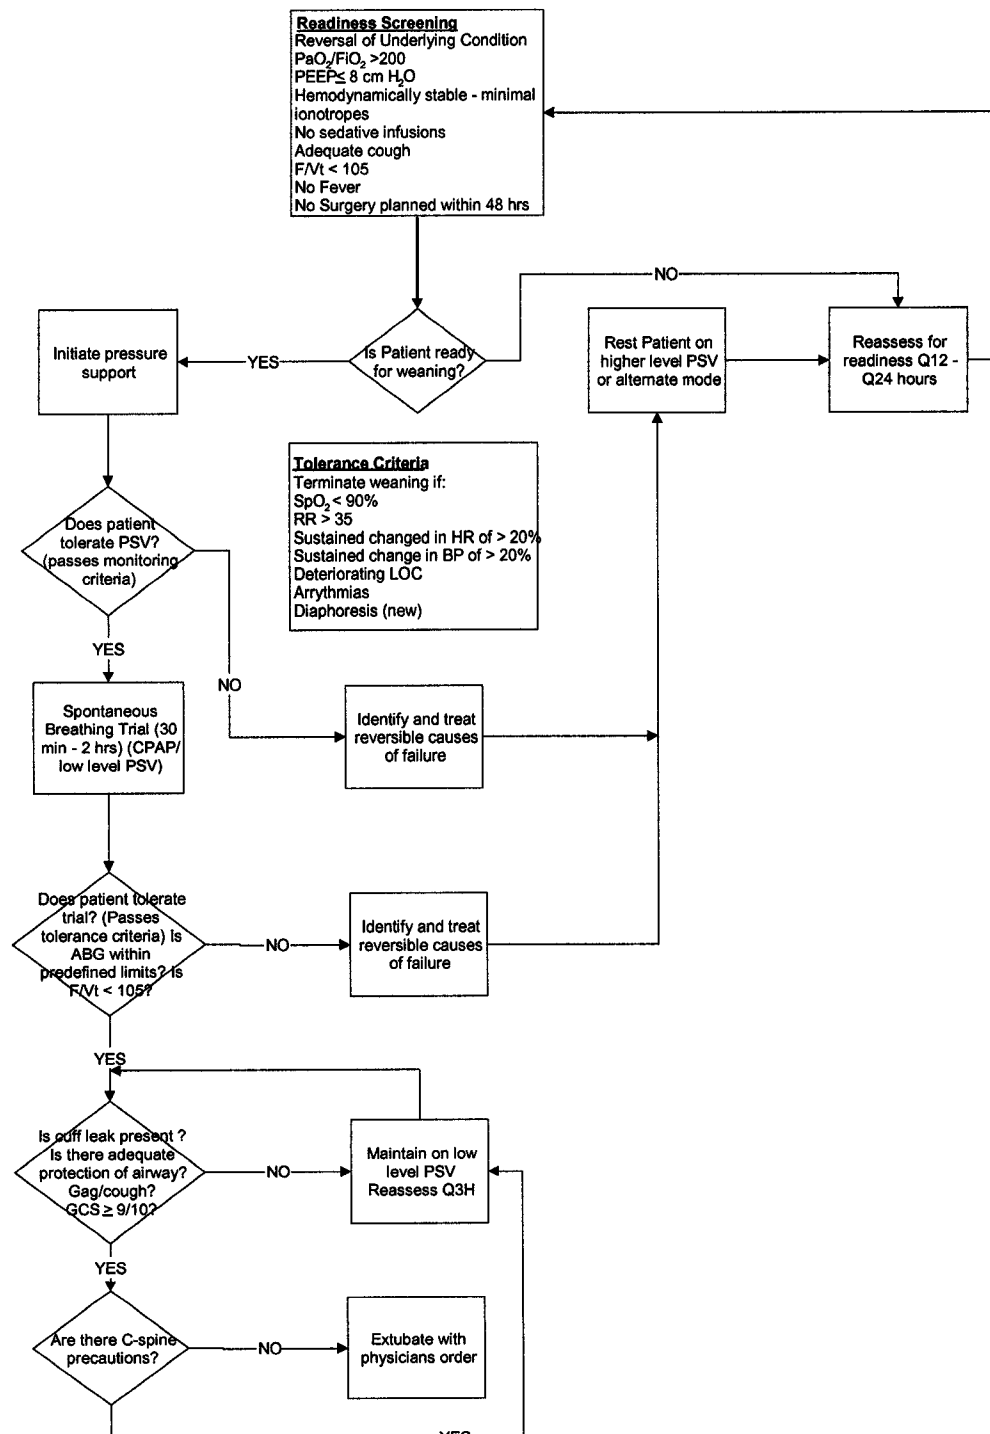 Readiness Screening
Reversal of Underlying Condition
PaO2/FiO2 >200
PEEP≤ 8 cm H2O
Hemodynamically stable - minimal
ionotropes
No sedative infusions
Adequate cough
F/Vt < 105
No Fever
No Surgery planned within 48 hrs
NO
Initiate pressure
support
YES
Is Patient ready
for weaning?
Rest Patient on
higher level PSV
or alternate mode
Reassess for
readiness Q12 -
Q24 hours
Tolerance Criteria
Terminate weaning if:
SpO2 < 90%
RR > 35
Sustained changed in HR of > 20%
Sustained change in BP of > 20%
Deteriorating LOC
Arrythmias
Diaphoresis (new)
Does patient
tolerate PSV?
(passes monitoring
criteria)
YES
NO
Spontaneous
Breathing Trial (30
min - 2 hrs) (CPAP/
low level PSV)
Identify and treat
reversible causes
of failure
Does patient tolerate
trial? (Passes
tolerance criteria) Is
ABG within
predefined limits? Is
F/Vt < 105?
NO
Identify and treat
reversible causes
of failure
YES
Is cuff leak present ?
Is there adequate
protection of airway?
Gag/cough?
GCS ≥ 9/10?
NO
Maintain on low
level PSV
Reassess Q3H
YES
Are there C-spine
precautions?
NO
Extubate with
physicians order
YES